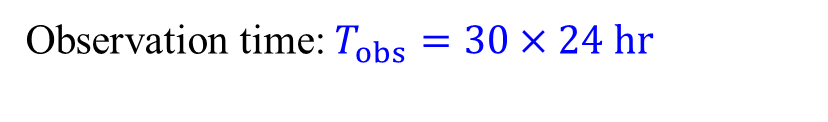 Observation time: T_obs = 30 × 24 hr